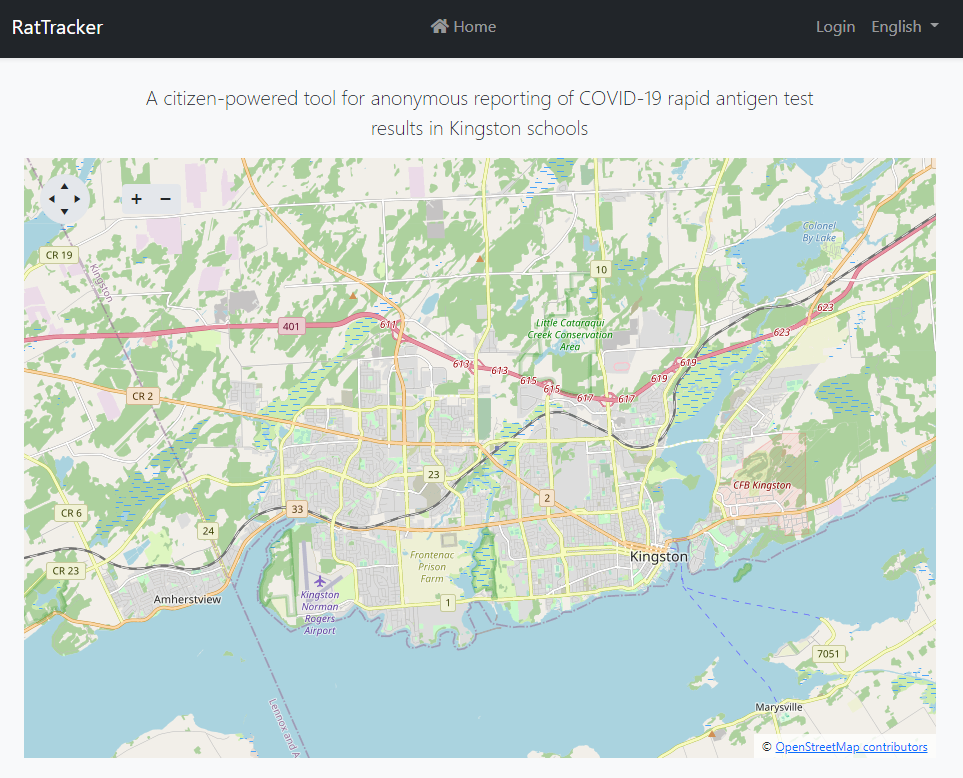 RatTracker
Home
Login
English
A citizen-powered tool for anonymous reporting of COVID-19 rapid antigen test
results in Kingston schools
+ −
Colonel
By Lake
CR 19
Kingston
10
623
401
611
Little Cataraqui
Creek Conservation
Area
623
613
613
619
615
619
615
617
617
CR 2
23
CFB Kingston
2
CR 6
33
24
Kingston
Frontenac
Prison
Farm
CR 23
Kingston
Norman
Rogers
Airport
Amherstview
1
7051
Lennox and A
Marysville
© OpenStreetMap contributors